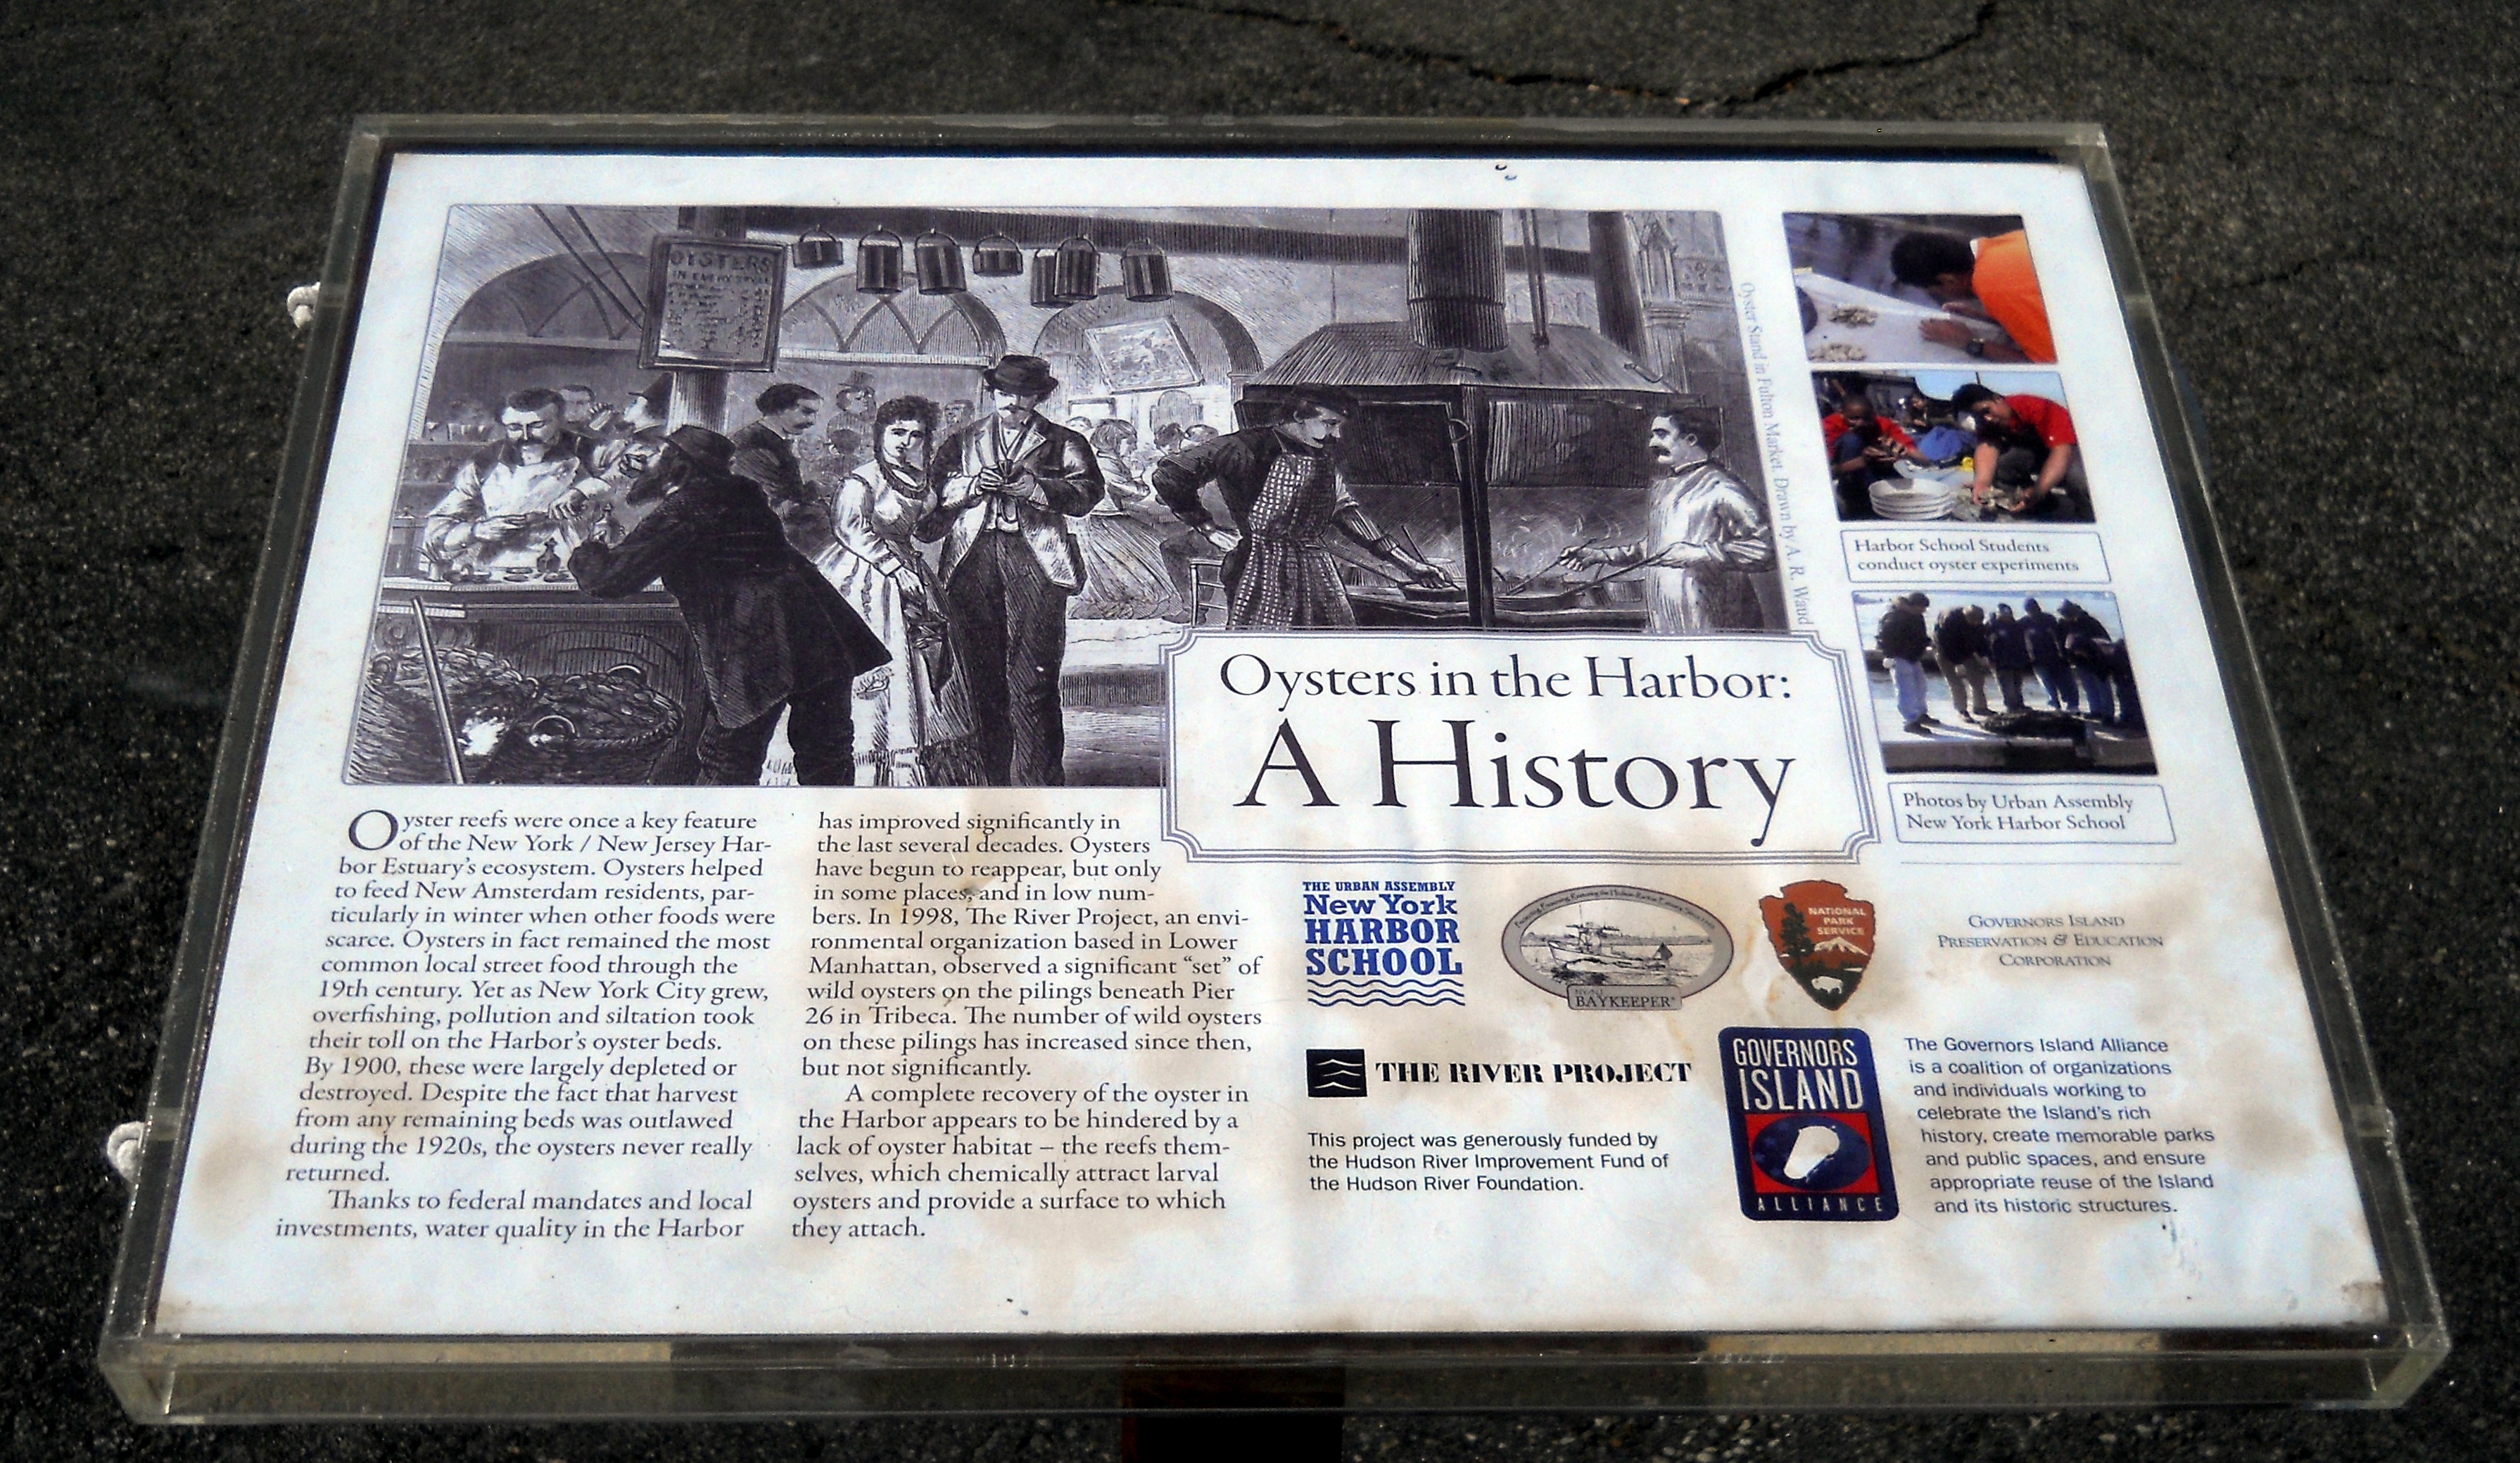 OYSTERS
IN EVERY STYLE
Oyster Stand in Fulton Market. Drawn by A. R. Waud
Harbor School Students
conduct oyster experiments
Photos by Urban Assembly
New York Harbor School
Oysters in the Harbor:
A History
Oyster reefs were once a key feature
of the New York / New Jersey Har-
bor Estuary's ecosystem. Oysters helped
to feed New Amsterdam residents, par-
ticularly in winter when other foods were
scarce. Oysters in fact remained the most
common local street food through the
19th century. Yet as New York City grew,
overfishing, pollution and siltation took
their toll on the Harbor's oyster beds.
By 1900, these were largely depleted or
destroyed. Despite the fact that harvest
from any remaining beds was outlawed
during the 1920s, the oysters never really
returned.
Thanks to federal mandates and local
investments, water quality in the Harbor
has improved significantly in
the last several decades. Oysters
have begun to reappear, but only
in some places, and in low num-
bers. In 1998, The River Project, an envi-
ronmental organization based in Lower
Manhattan, observed a significant “set” of
wild oysters on the pilings beneath Pier
26 in Tribeca. The number of wild oysters
on these pilings has increased since then,
but not significantly.
A complete recovery of the oyster in
the Harbor appears to be hindered by a
lack of oyster habitat – the reefs them-
selves, which chemically attract larval
oysters and provide a surface to which
they attach.
THE URBAN ASSEMBLY
New York
HARBOR
SCHOOL
BAYKEEPER
NATIONAL
PARK
SERVICE
GOVERNORS ISLAND
PRESERVATION & EDUCATION
CORPORATION
THE RIVER PROJECT
This project was generously funded by
the Hudson River Improvement Fund of
the Hudson River Foundation.
GOVERNORS
ISLAND
ALLIANCE
The Governors Island Alliance
is a coalition of organizations
and individuals working to
celebrate the Island's rich
history, create memorable parks
and public spaces, and ensure
appropriate reuse of the Island
and its historic structures.